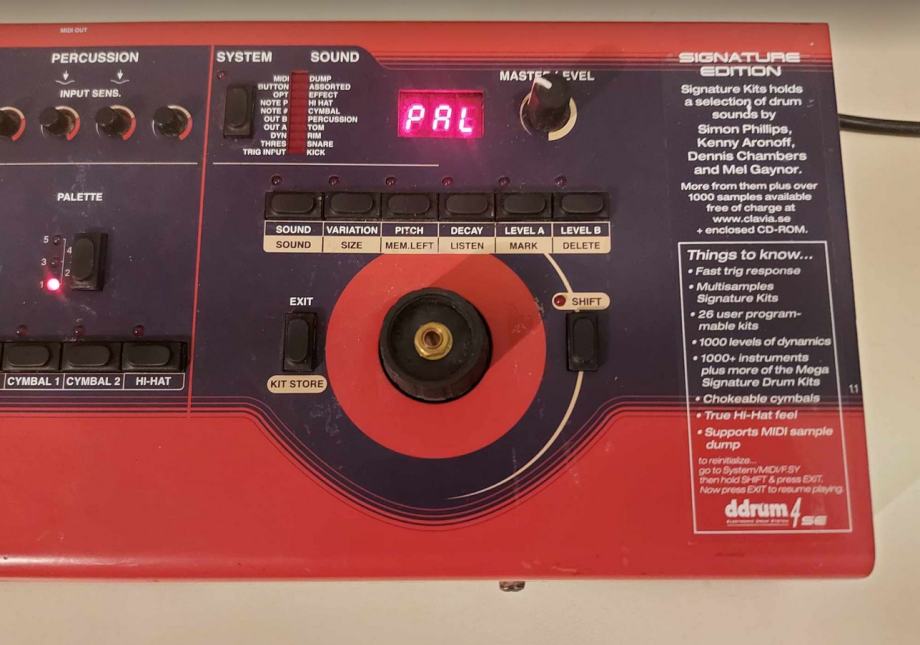 MIDI OUT
PERCUSSION
INPUT SENS.
SYSTEM SOUND
MIDI DUMP
BUTTON ASSORTED
OPT EFFECT
NOTE P HI HAT
NOTE # CYMBAL
OUT B PERCUSSION
OUT A TOM
DYN RIM
THRES SNARE
TRIG INPUT KICK
PAL
MASTER LEVEL
PALETTE
5
4
3
2
1
SOUND VARIATION PITCH DECAY LEVEL A LEVEL B
SOUND SIZE MEM.LEFT LISTEN MARK DELETE
EXIT
KIT STORE
SHIFT
CYMBAL 1 CYMBAL 2 HI-HAT
SIGNATURE
EDITION
Signature Kits holds
a selection of drum
sounds by
Simon Phillips,
Kenny Aronoff,
Dennis Chambers
and Mel Gaynor.
More from them plus over
1000 samples available
free of charge at
www.clavia.se
+ enclosed CD-ROM.
Things to know...
• Fast trig response
• Multisamples
Signature Kits
• 26 user program-
mable kits
• 1000 levels of dynamics
• 1000+ instruments
plus more of the Mega
Signature Drum Kits
• Chokeable cymbals
• True Hi-Hat feel
• Supports MIDI sample
dump
to reinitialize...
go to System/MIDI/F.SY
then hold SHIFT & press EXIT.
Now press EXIT to resume playing.
ddrum4 SE
ELECTRONIC DRUM SYSTEM
11